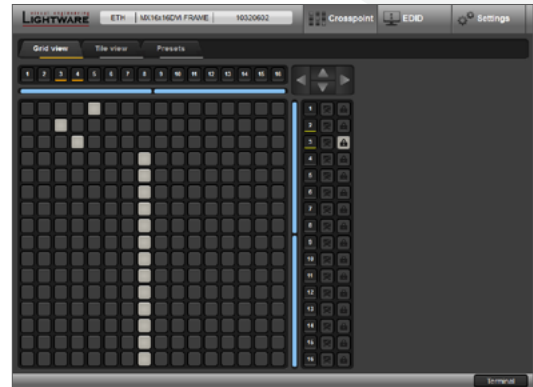 visual engineering
LIGHTWARE
ETH MX16x16DVI FRAME 10320602
Crosspoint EDID Settings
Grid view Tile view Presets
1 2 3 4 5 6 7 8 9 10 11 12 13 14 15 16
1
2
3
4
5
6
7
8
9
10
11
12
13
14
15
16
Terminal